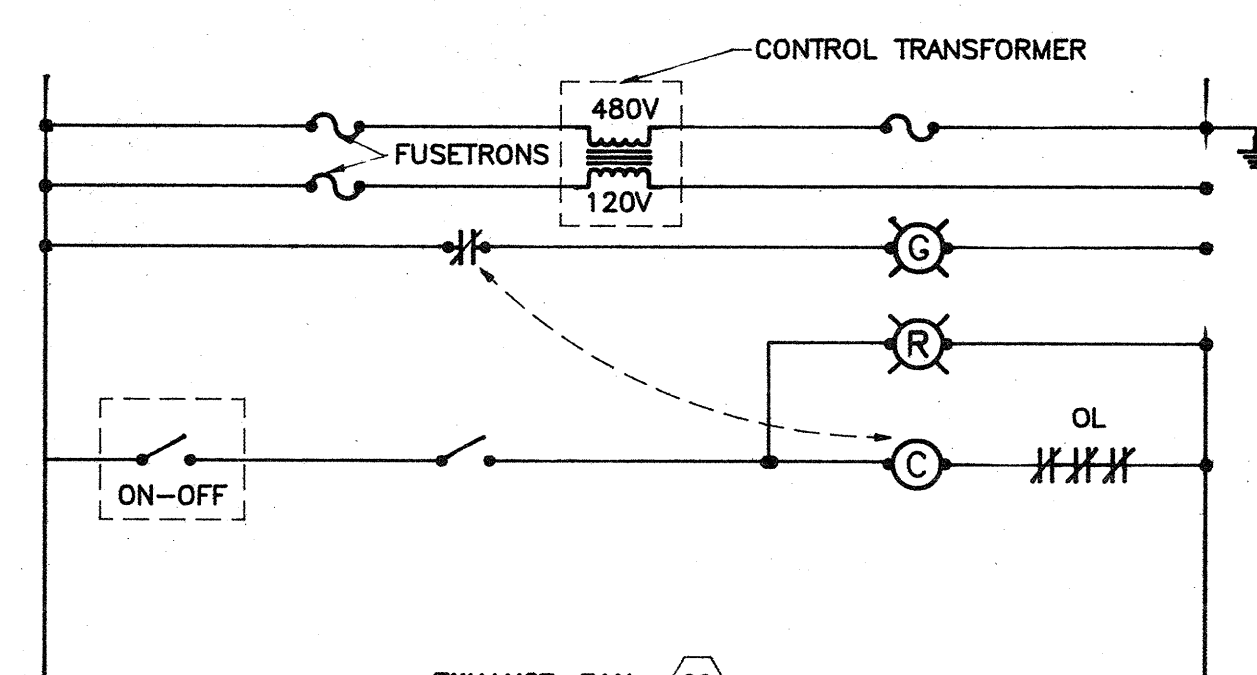 CONTROL TRANSFORMER
480V
FUSETRONS
120V
G
R
OL
C
ON-OFF